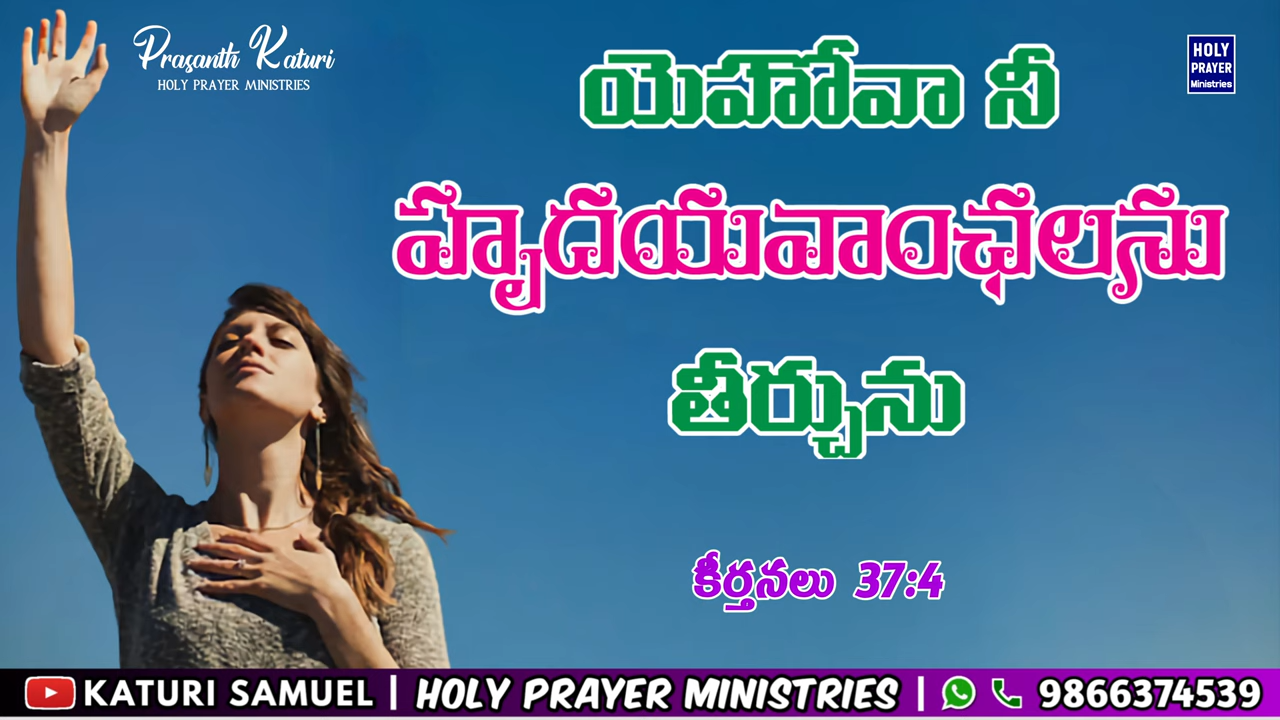 Prasanth Katuri
HOLY PRAYER MINISTRIES
HOLY
PRAYER
Ministries
యెహోవా నీ
హృదయవాంఛలను
తీర్చును
కీర్తనలు 37:4
KATURI SAMUEL | HOLY PRAYER MINISTRIES | 9866374539